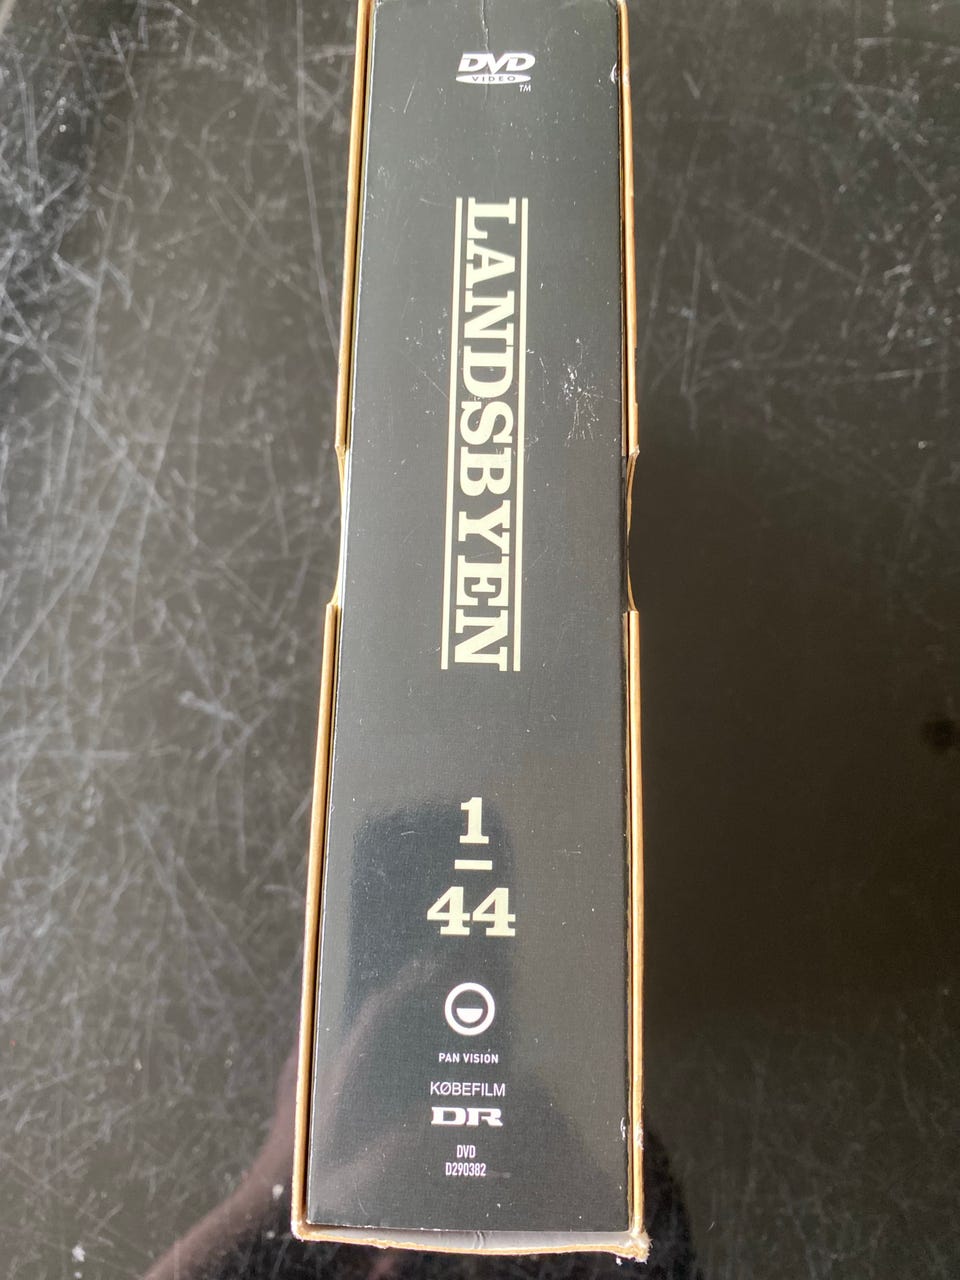 DVD
VIDEO
TM
LANDSBYEN
1
–
44
PAN VISION
KØBEFILM
DR
DVD
D290382